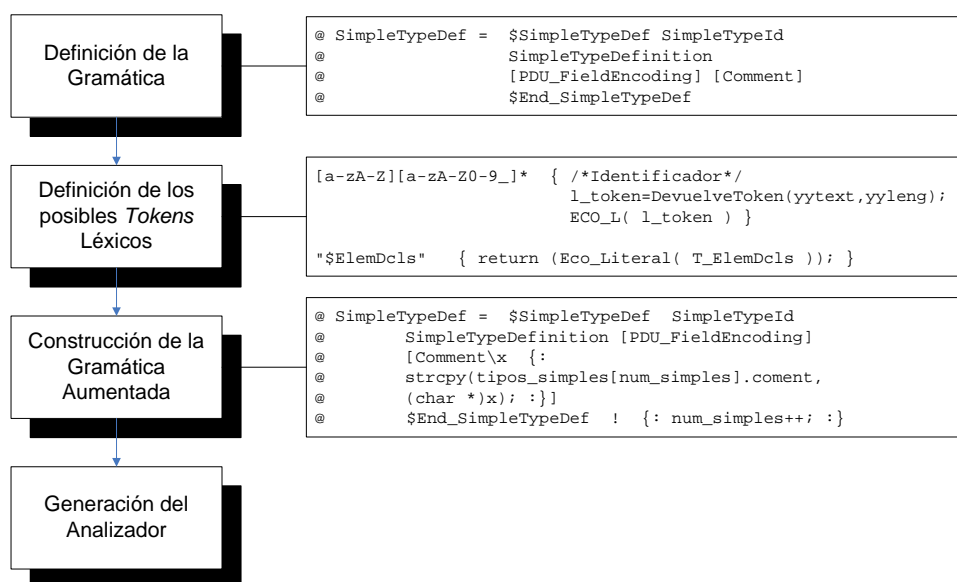 Definición de la
Gramática
@ SimpleTypeDef =  $SimpleTypeDef SimpleTypeId
@                  SimpleTypeDefinition
@                  [PDU_FieldEncoding] [Comment]
@                  $End_SimpleTypeDef
Definición de los
posibles Tokens
Léxicos
[a-zA-Z][a-zA-Z0-9_]*  { /*Identificador*/
l_token=DevuelveToken(yytext,yyleng);
ECO_L( l_token ) }
"$ElemDcls"   { return (Eco_Literal( T_ElemDcls )); }
Construcción de la
Gramática
Aumentada
@ SimpleTypeDef =  $SimpleTypeDef  SimpleTypeId
@       SimpleTypeDefinition [PDU_FieldEncoding]
@       [Comment\x  {:
@       strcpy(tipos_simples[num_simples].coment,
@       (char *)x); :}]
@       $End_SimpleTypeDef  !  {: num_simples++; :}
Generación del
Analizador